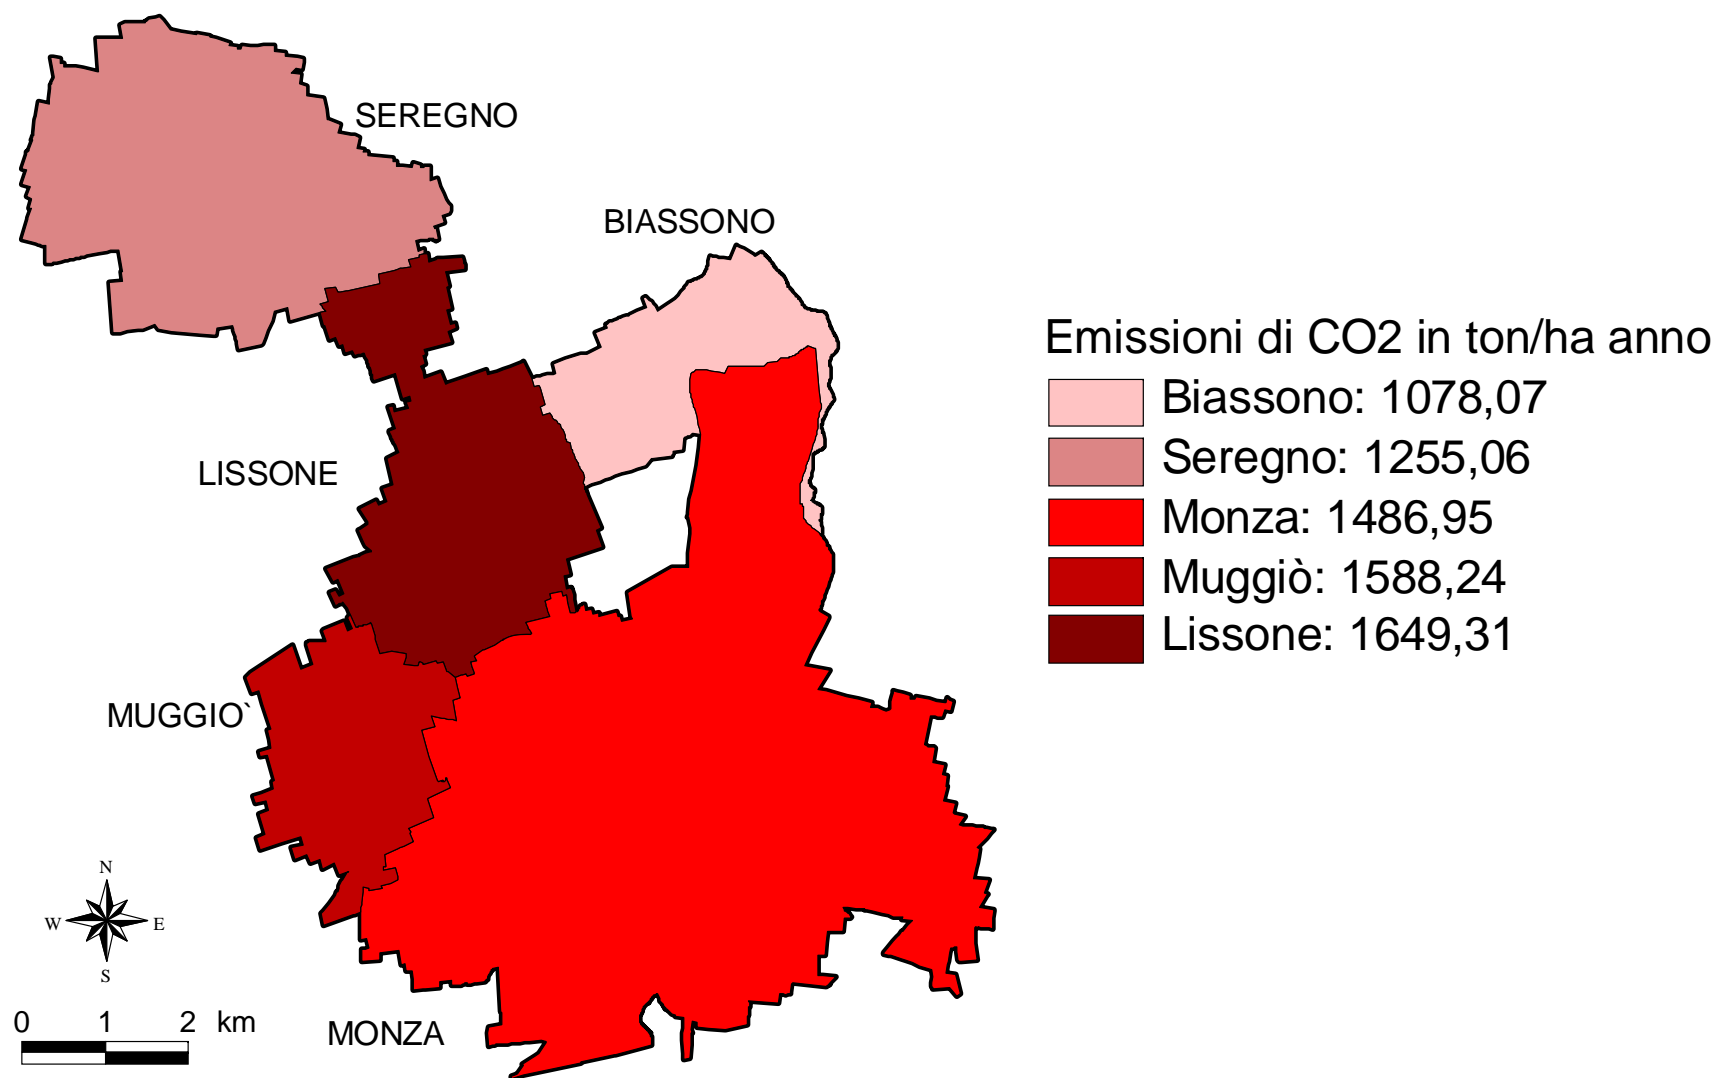 SEREGNO
BIASSONO
Emissioni di CO2 in ton/ha anno
Biassono: 1078,07
Seregno: 1255,06
LISSONE
Monza: 1486,95
Muggiò: 1588,24
Lissone: 1649,31
MUGGIO`
N
W E
S
0 1 2 km
MONZA